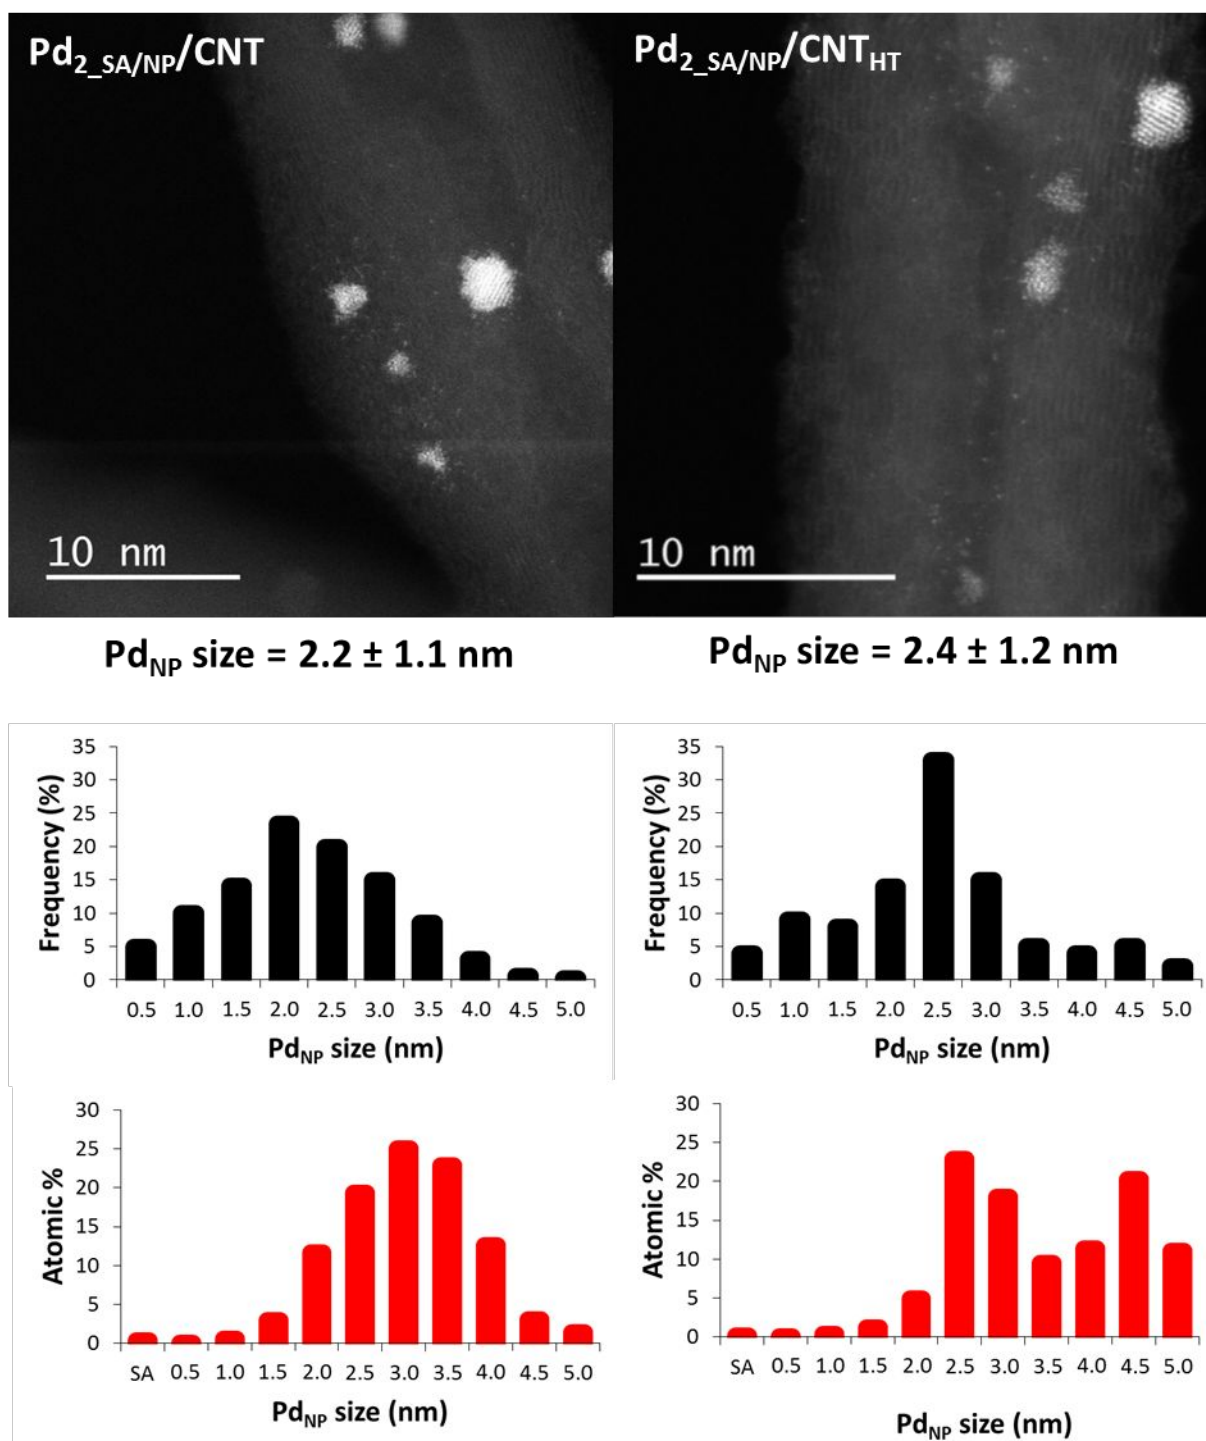 Pd2_SA/NP/CNT
Pd2_SA/NP/CNTHT
10 nm
10 nm
PdNP size = 2.2 ± 1.1 nm
PdNP size = 2.4 ± 1.2 nm
35
30
25
20
15
10
5
0
Frequency (%)
0.5 1.0 1.5 2.0 2.5 3.0 3.5 4.0 4.5 5.0
PdNP size (nm)
35
30
25
20
15
10
5
0
Frequency (%)
0.5 1.0 1.5 2.0 2.5 3.0 3.5 4.0 4.5 5.0
PdNP size (nm)
30
25
20
15
10
5
0
Atomic %
SA 0.5 1.0 1.5 2.0 2.5 3.0 3.5 4.0 4.5 5.0
PdNP size (nm)
30
25
20
15
10
5
0
Atomic %
SA 0.5 1.0 1.5 2.0 2.5 3.0 3.5 4.0 4.5 5.0
PdNP size (nm)